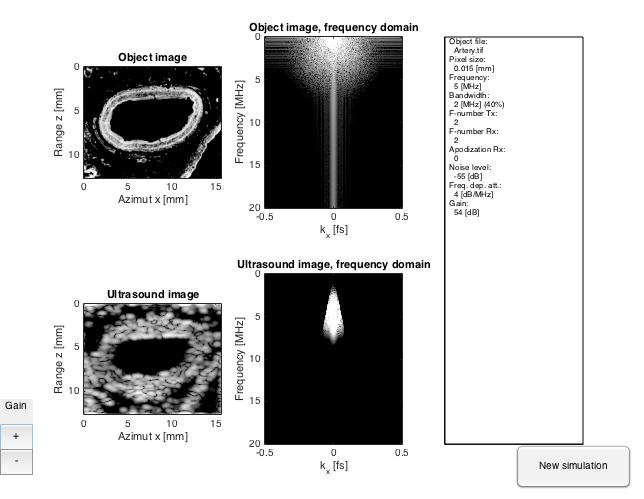 Object image
0
5
10
Range z [mm]
0 5 10 15
Azimut x [mm]
Object image, frequency domain
0
5
10
15
20
Frequency [MHz]
-0.5 0 0.5
k x [fs]
Object file:
Artery.tif
Pixel size:
0.015 [mm]
Frequency:
5 [MHz]
Bandwidth:
2 [MHz] (40%)
F-number Tx:
2
F-number Rx:
2
Apodization Rx:
0
Noise level:
-55 [dB]
Freq. dep. att.:
4 [dB/MHz]
Gain:
54 [dB]
Ultrasound image
0
5
10
Range z [mm]
0 5 10 15
Azimut x [mm]
Ultrasound image, frequency domain
0
5
10
15
20
Frequency [MHz]
-0.5 0 0.5
k x [fs]
Gain
+
-
New simulation